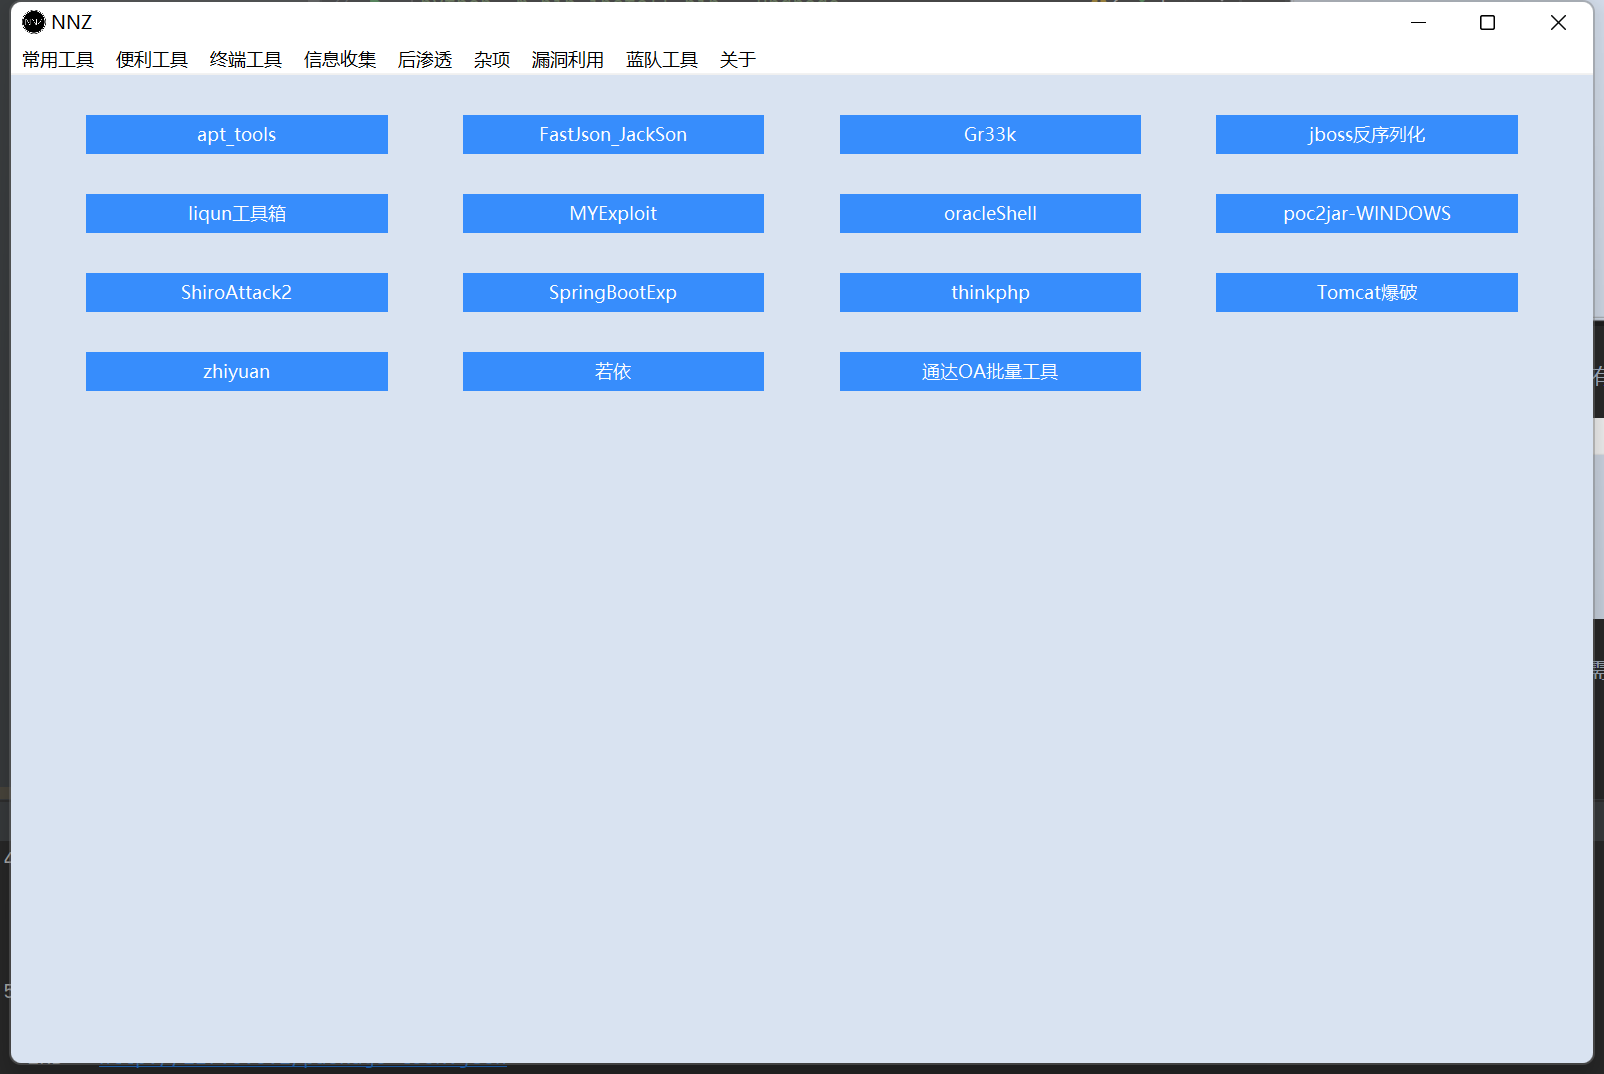 NNZ
常用工具 便利工具 终端工具 信息收集 后渗透 杂项 漏洞利用 蓝队工具 关于
apt_tools FastJson_JackSon Gr33k jboss反序列化
liqun工具箱 MYExploit oracleShell poc2jar-WINDOWS
ShiroAttack2 SpringBootExp thinkphp Tomcat爆破
zhiyuan 若依 通达OA批量工具